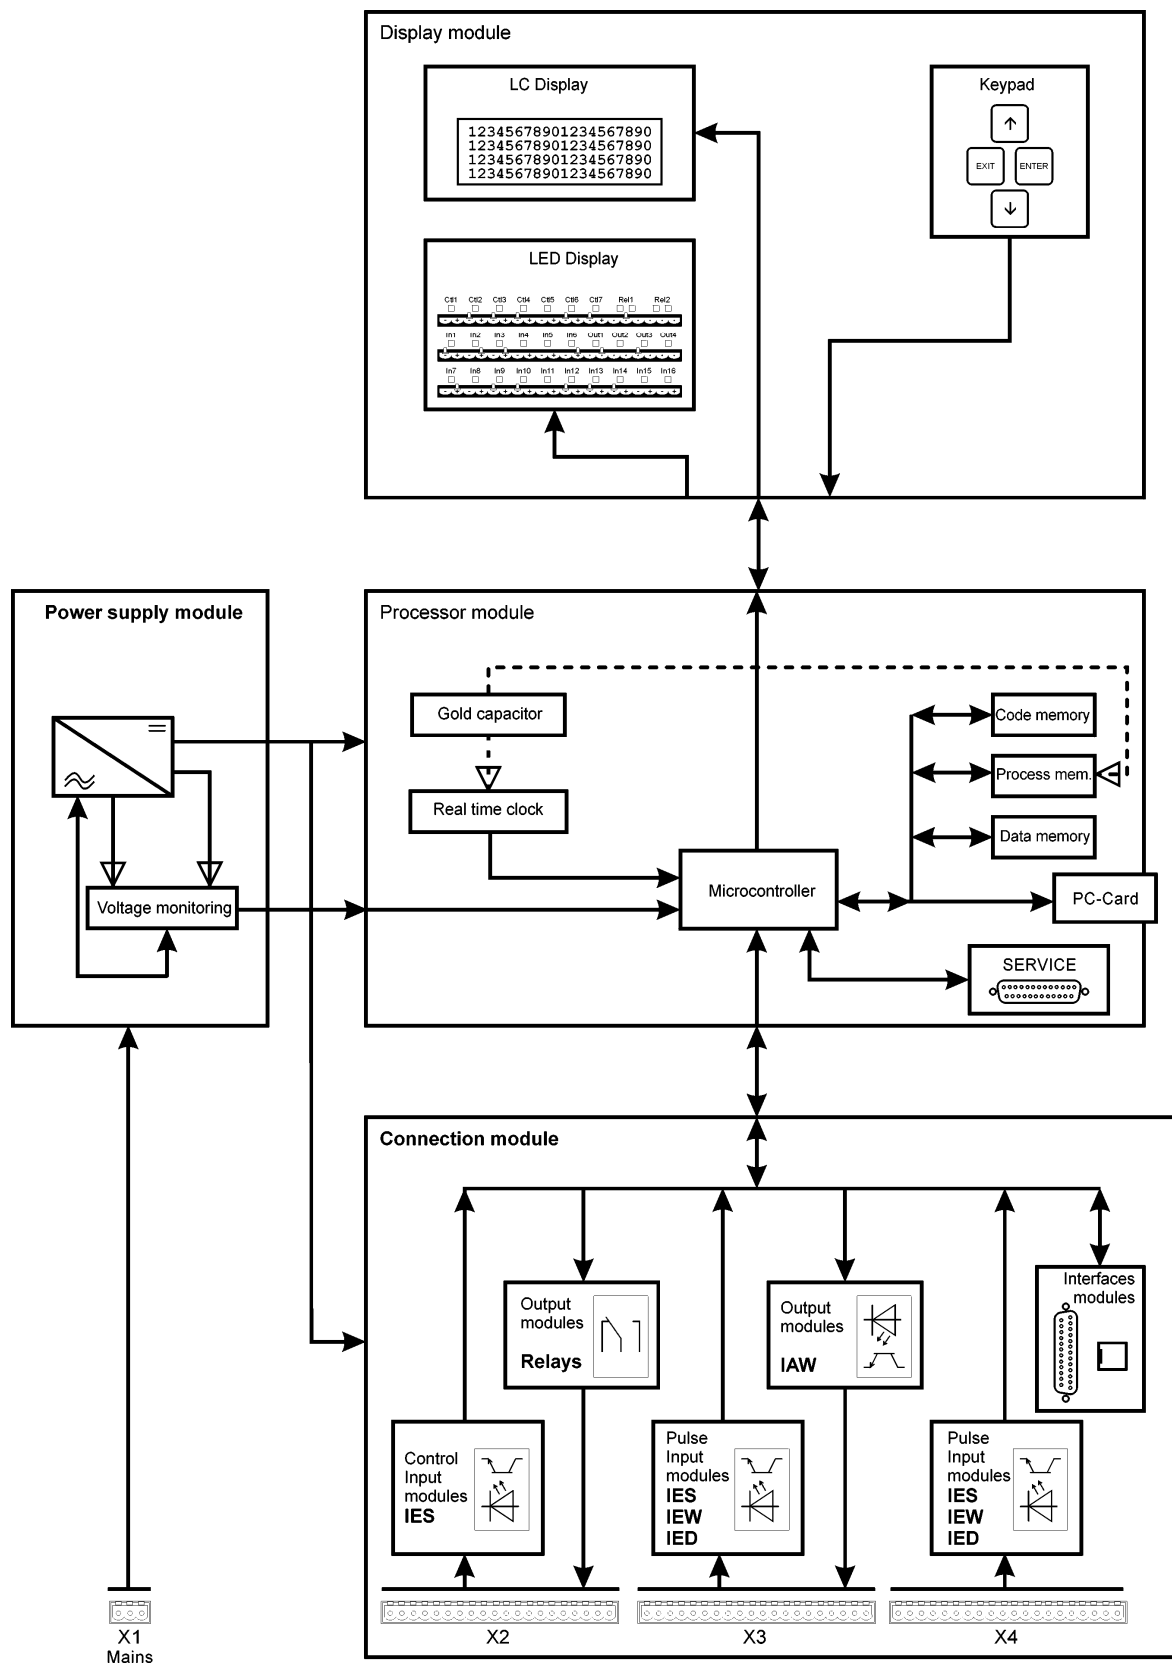 Display module
LC Display
12345678901234567890
12345678901234567890
12345678901234567890
12345678901234567890
Keypad
EXIT
ENTER
LED Display
Ctl1 Ctl2 Ctl3 Ctl4 Ctl5 Ctl6 Ctl7 Rel1 Rel2
In1 In2 In3 In4 In5 In6 Out1 Out2 Out3 Out4
In7 In8 In9 In10 In11 In12 In13 In14 In15 In16
Power supply module
Voltage monitoring
Processor module
Gold capacitor
Real time clock
Microcontroller
Code memory
Process mem.
Data memory
PC-Card
SERVICE
Connection module
Output
modules
Relays
Output
modules
IAW
Interfaces
modules
Control
Input
modules
IES
Pulse
Input
modules
IES
IEW
IED
Pulse
Input
modules
IES
IEW
IED
X1
Mains
X2
X3
X4